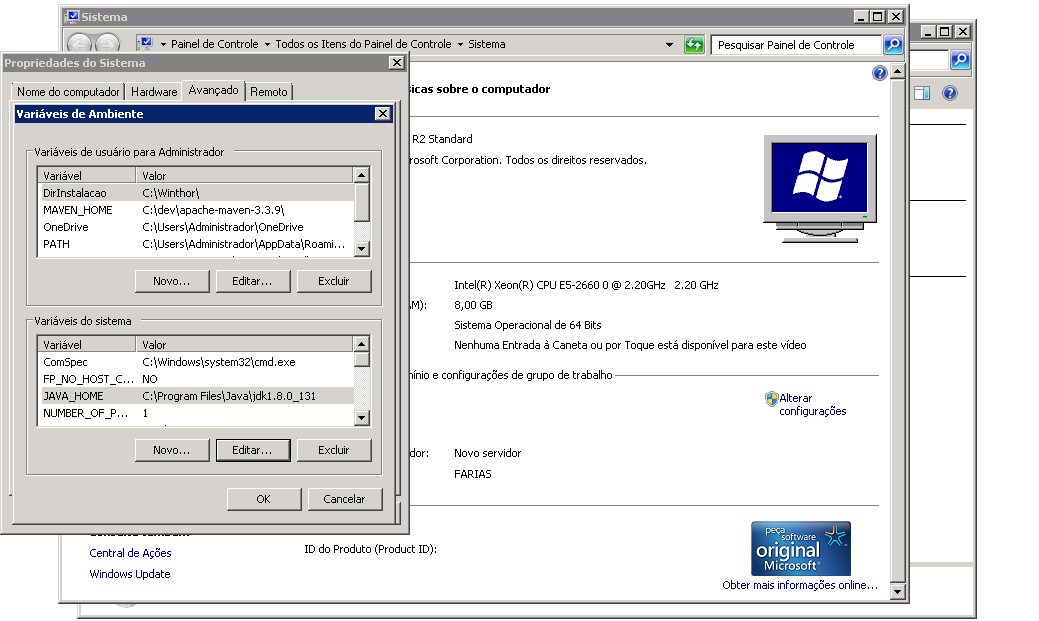 Sistema
Painel de Controle Todos os Itens do Painel de Controle Sistema
Pesquisar Painel de Controle
Propriedades do Sistema
Nome do computador Hardware Avançado Remoto
Variáveis de Ambiente
Variáveis de usuário para Administrador
Variável Valor
DirInstalacao C:\Winthor\
MAVEN_HOME C:\dev\apache-maven-3.3.9\
OneDrive C:\Users\Administrador\OneDrive
PATH C:\Users\Administrador\AppData\Roami...
Novo... Editar... Excluir
Variáveis do sistema
Variável Valor
ComSpec C:\Windows\system32\cmd.exe
FP_NO_HOST_C... NO
JAVA_HOME C:\Program Files\Java\jdk1.8.0_131
NUMBER_OF_P... 1
Novo... Editar... Excluir
OK Cancelar
sicas sobre o computador
R2 Standard
rosoft Corporation. Todos os direitos reservados.
Intel(R) Xeon(R) CPU E5-2660 0 @ 2.20GHz 2.20 GHz
AM): 8,00 GB
Sistema Operacional de 64 Bits
Nenhuma Entrada à Caneta ou por Toque está disponível para este vídeo
ínio e configurações de grupo de trabalho
Alterar
configurações
dor: Novo servidor
FARIAS
Central de Ações
Windows Update
ID do Produto (Product ID):
peça
software
original
Microsoft
Obter mais informações online...